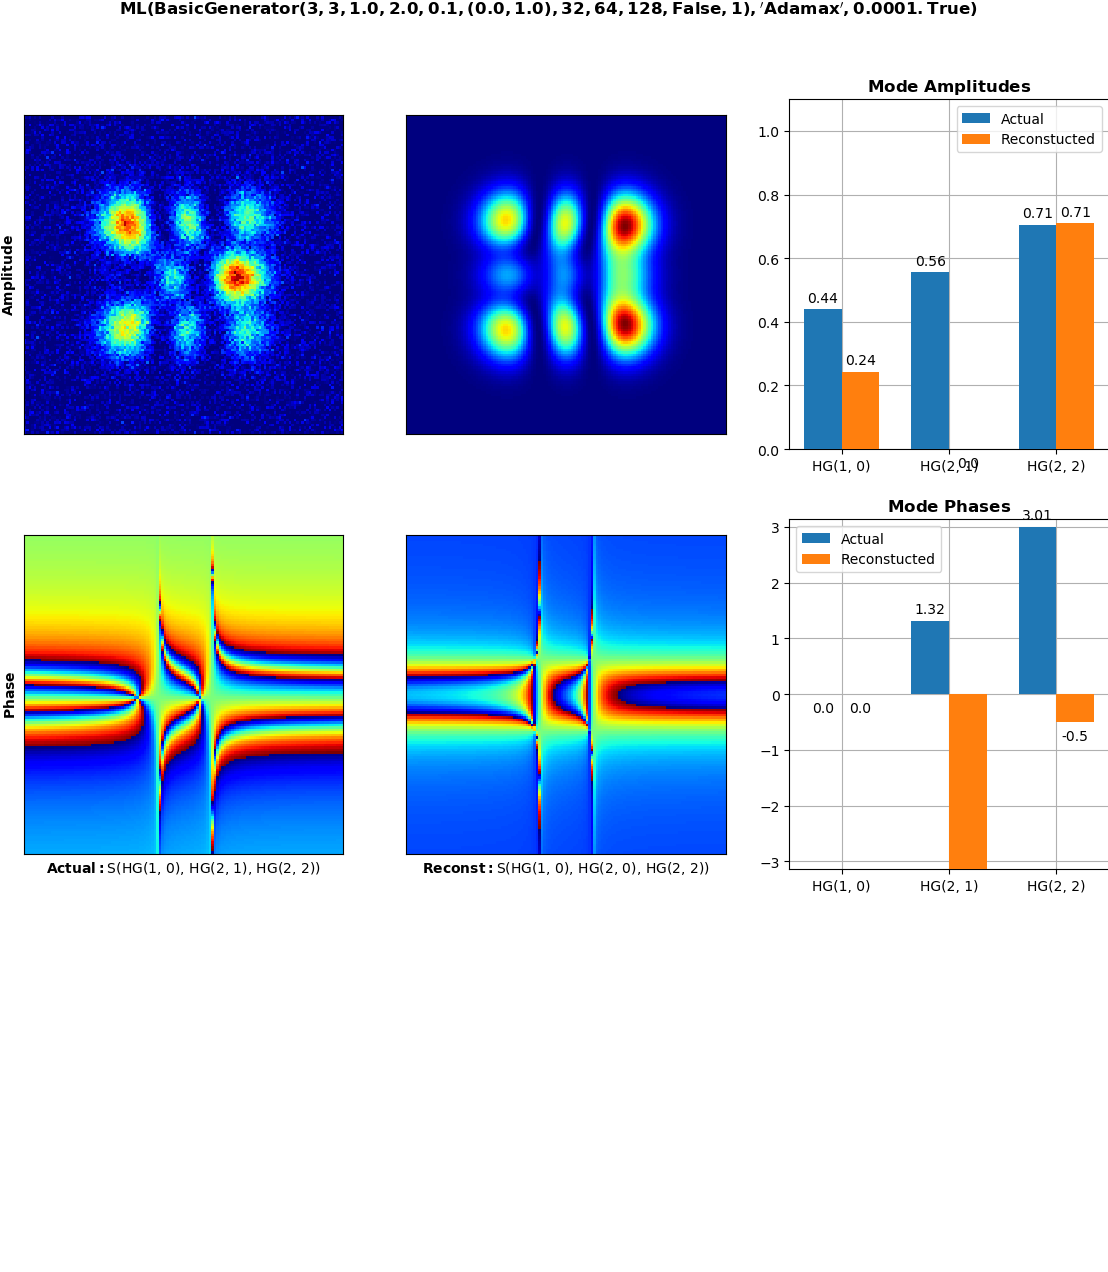 ML(BasicGenerator(3, 3, 1.0, 2.0, 0.1, (0.0, 1.0), 32, 64, 128, False, 1), ′Adamax′, 0.0001. True)
Amplitude
Mode Amplitudes
Actual
Reconstucted
1.0
0.8
0.6
0.4
0.2
0.0
0.44
0.24
0.56
0.0
0.71
0.71
HG(1, 0)
HG(2, 1)
HG(2, 2)
Phase
Actual: S(HG(1, 0), HG(2, 1), HG(2, 2))
Reconst: S(HG(1, 0), HG(2, 0), HG(2, 2))
Mode Phases
Actual
Reconstucted
3
2
1
0
−1
−2
−3
0.0
0.0
1.32
3.01
-0.5
HG(1, 0)
HG(2, 1)
HG(2, 2)